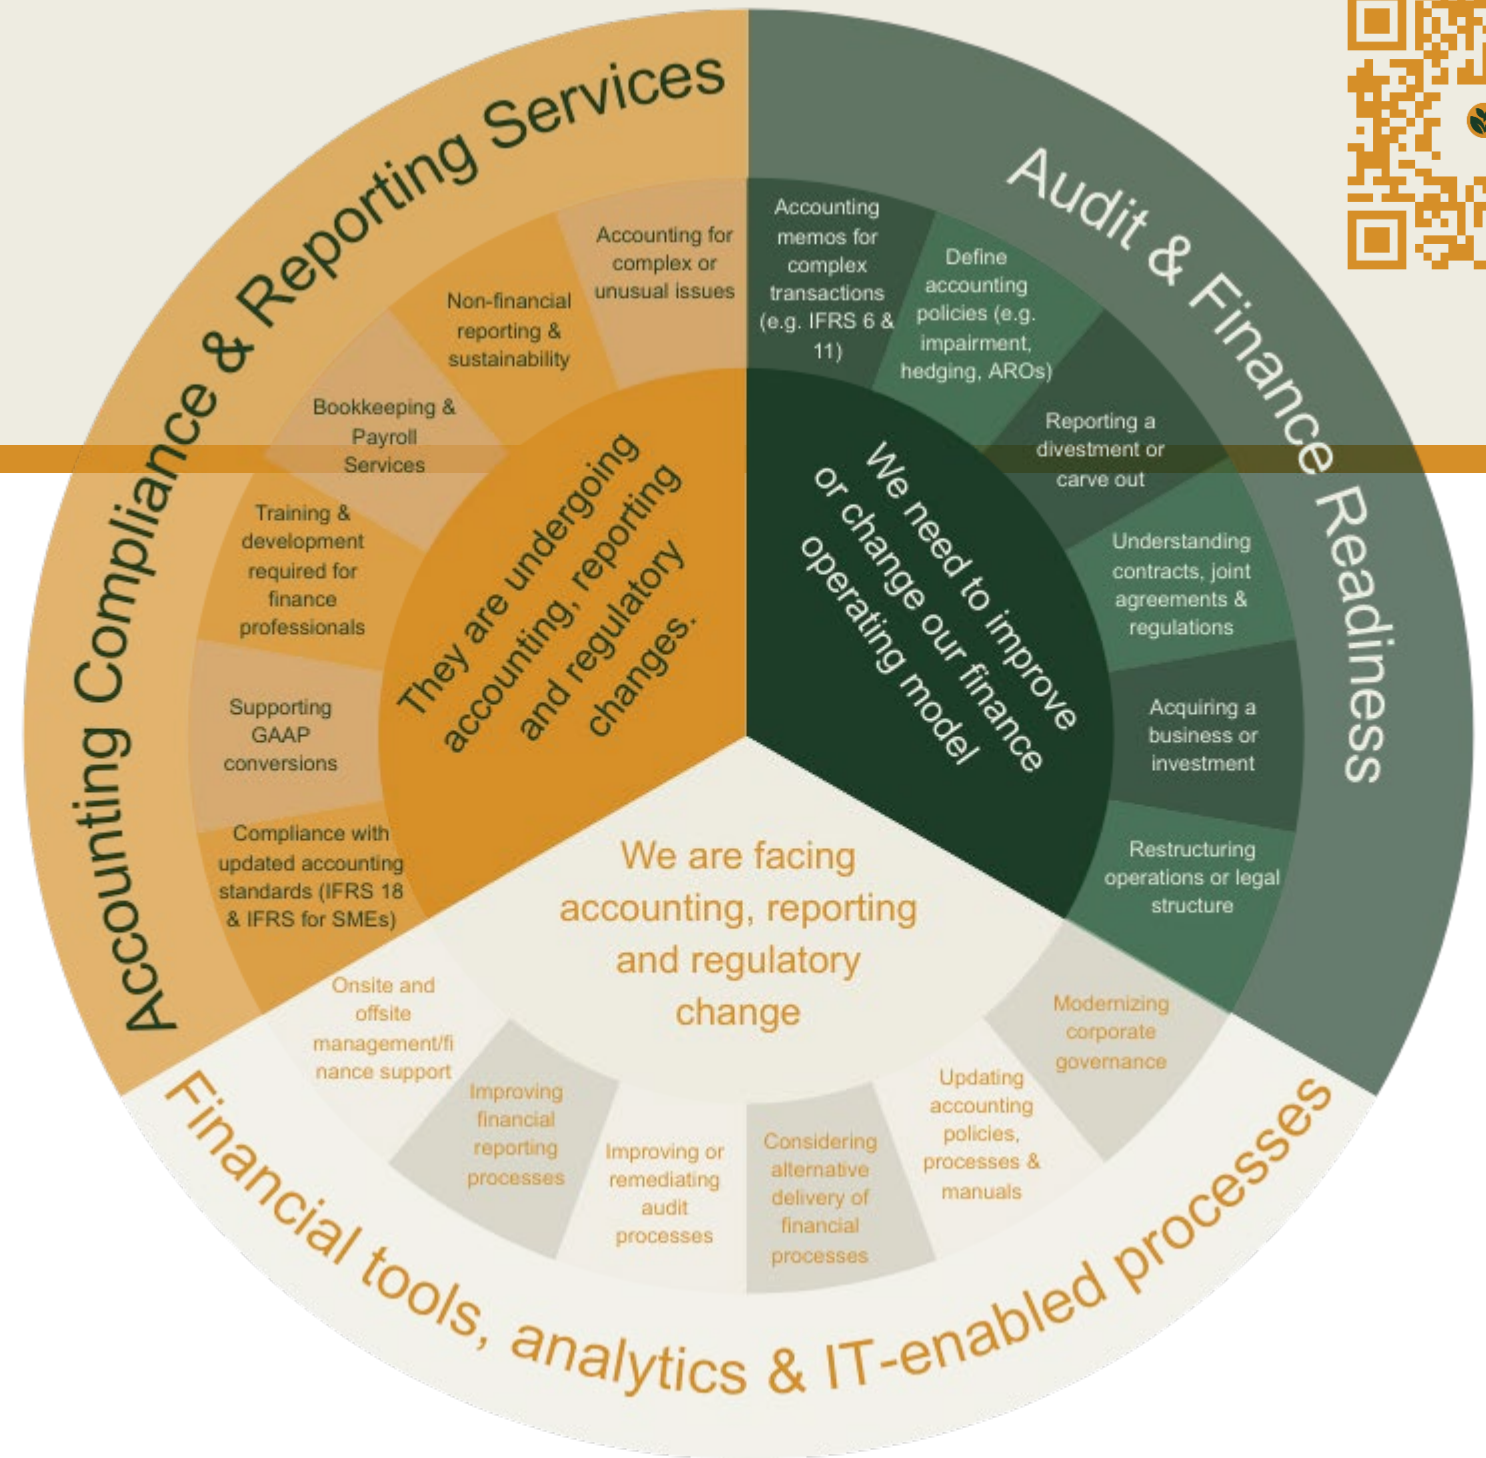 Accounting Compliance & Reporting Services
Accounting for
complex or
unusual issues
Non-financial
reporting &
sustainability
Bookkeeping &
Payroll
Services
Training &
development
required for
finance
professionals
Supporting
GAAP
conversions
Compliance with
updated accounting
standards (IFRS 18
& IFRS for SMEs)
They are undergoing
accounting, reporting
and regulatory
changes.
Audit & Finance Readiness
Accounting
memos for
complex
transactions
(e.g. IFRS 6 &
11)
Define
accounting
policies (e.g.
impairment,
hedging, AROs)
Reporting a
divestment or
carve out
Understanding
contracts, joint
agreements &
regulations
Acquiring a
business or
investment
Restructuring
operations or legal
structure
We need to improve
or change our finance
operating model
We are facing
accounting, reporting
and regulatory
change
Onsite and
offsite
management/fi
nance support
Improving
financial
reporting
processes
Improving or
remediating
audit
processes
Considering
alternative
delivery of
financial
processes
Updating
accounting
policies,
processes &
manuals
Modernizing
corporate
governance
Financial tools, analytics & IT-enabled processes